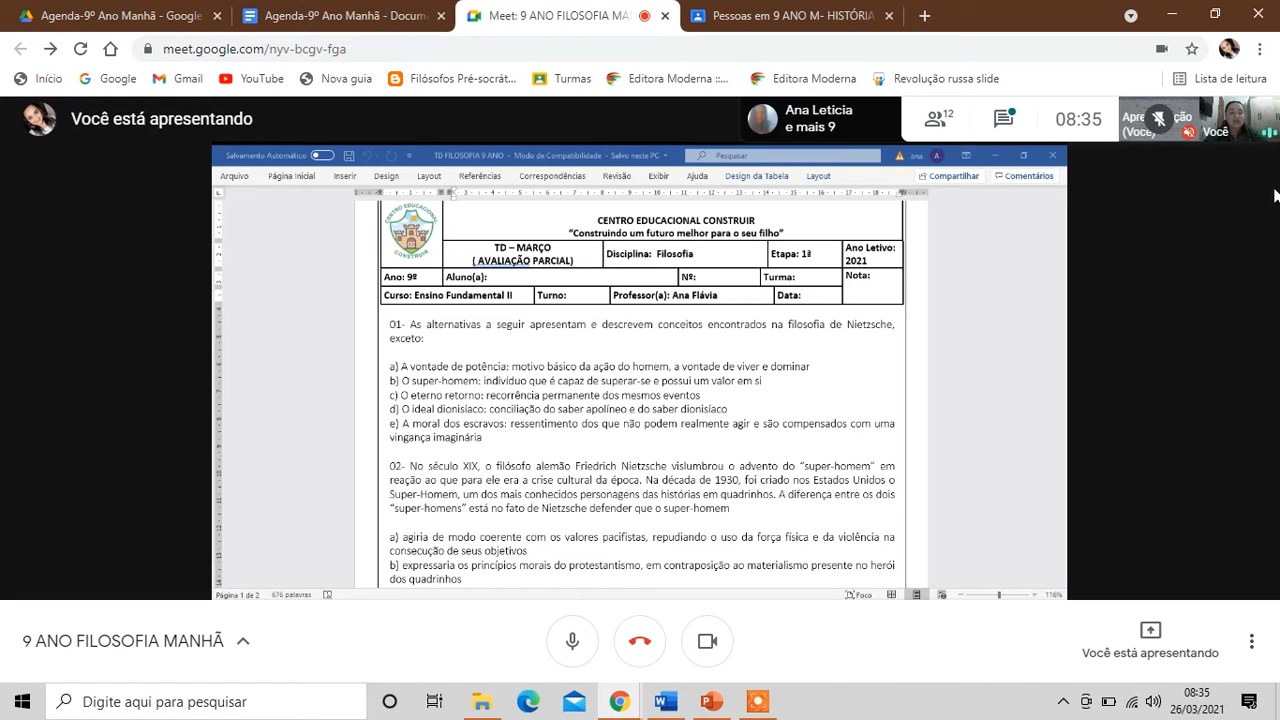 Agenda-9º Ano Manhã - Google
Agenda-9º Ano Manhã - Docume
Meet: 9 ANO FILOSOFIA MA
Pessoas em 9 ANO M- HISTÓRIA
meet.google.com/nyv-bcgv-fga
Início
Google
Gmail
YouTube
Nova guia
Filósofos Pré-socrát...
Turmas
Editora Moderna ::..
Editora Moderna
Revolução russa slide
Lista de leitura
Você está apresentando
Ana Leticia
e mais 9
12
08:35
(Você)
Você
Salvamento Automático
TD FILOSOFIA 9 ANO - Modo de Compatibilidade - Salvo neste PC
Pesquisar
ana
A
Arquivo
Página Inicial
Inserir
Design
Layout
Referências
Correspondências
Revisão
Exibir
Ajuda
Design da Tabela
Layout
Compartilhar
Comentários
CENTRO EDUCACIONAL CONSTRUIR
"Construindo um futuro melhor para o seu filho"
TD – MARÇO
( AVALIAÇÃO PARCIAL)
Disciplina: Filosofia
Etapa: 1ª
Ano Letivo:
2021
Ano: 9º
Aluno(a):
Nº:
Turma:
Nota:
Curso: Ensino Fundamental II
Turno:
Professor(a): Ana Flávia
Data:
01- As alternativas a seguir apresentam e descrevem conceitos encontrados na filosofia de Nietzsche,
exceto:
a) A vontade de potência: motivo básico da ação do homem, a vontade de viver e dominar
b) O super-homem: indivíduo que é capaz de superar-se e possui um valor em si
c) O eterno retorno: recorrência permanente dos mesmos eventos
d) O ideal dionisíaco: conciliação do saber apolíneo e do saber dionisíaco
e) A moral dos escravos: ressentimento dos que não podem realmente agir e são compensados com uma
vingança imaginária
02- No século XIX, o filósofo alemão Friedrich Nietzsche vislumbrou o advento do "super-homem" em
reação ao que para ele era a crise cultural da época. Na década de 1930, foi criado nos Estados Unidos o
Super-Homem, um dos mais conhecidos personagens das histórias em quadrinhos. A diferença entre os dois
"super-homens" está no fato de Nietzsche defender que o super-homem
a) agiria de modo coerente com os valores pacifistas, repudiando o uso da força física e da violência na
consecução de seus objetivos
b) expressaria os princípios morais do protestantismo, em contraposição ao materialismo presente no herói
dos quadrinhos
Página 1 de 2
676 palavras
Foco
116%
9 ANO FILOSOFIA MANHÃ
Você está apresentando
Digite aqui para pesquisar
08:35
26/03/2021